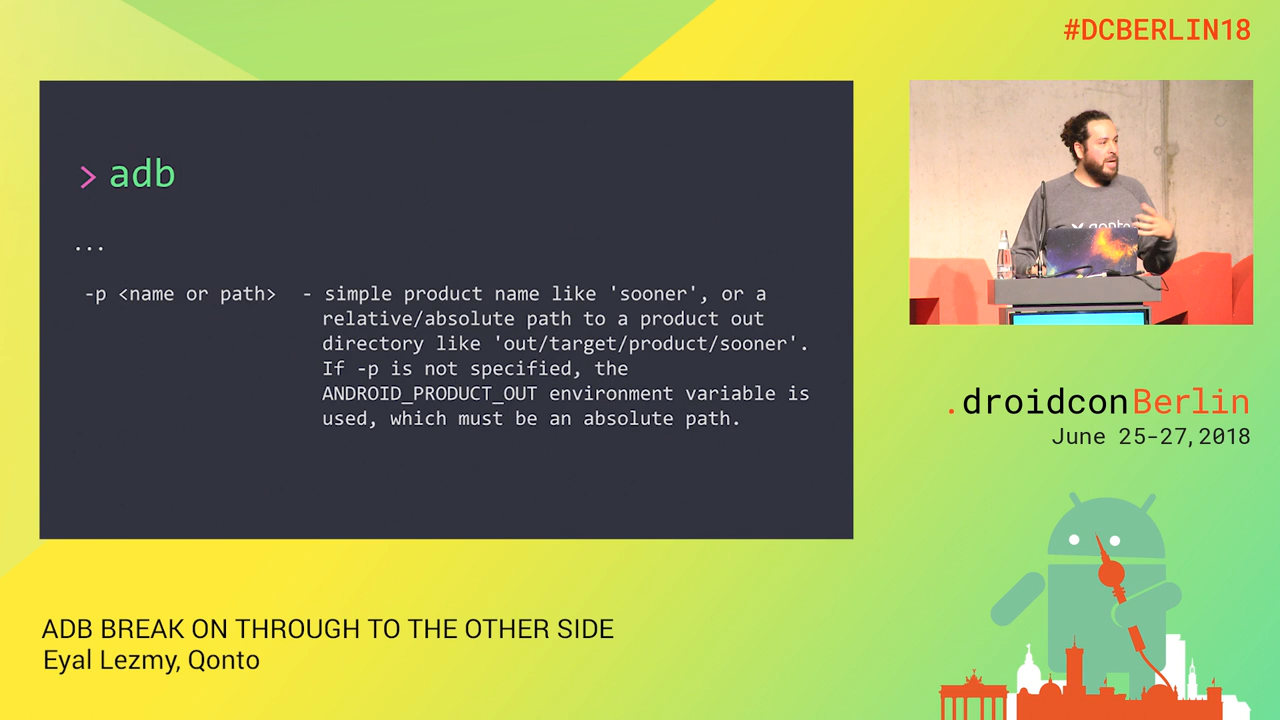 #DCBERLIN18
> adb
...
-p <name or path>  - simple product name like 'sooner', or a
relative/absolute path to a product out
directory like 'out/target/product/sooner'.
If -p is not specified, the
ANDROID_PRODUCT_OUT environment variable is
used, which must be an absolute path.
qonto
.droidconBerlin
June 25-27, 2018
ADB BREAK ON THROUGH TO THE OTHER SIDE
Eyal Lezmy, Qonto